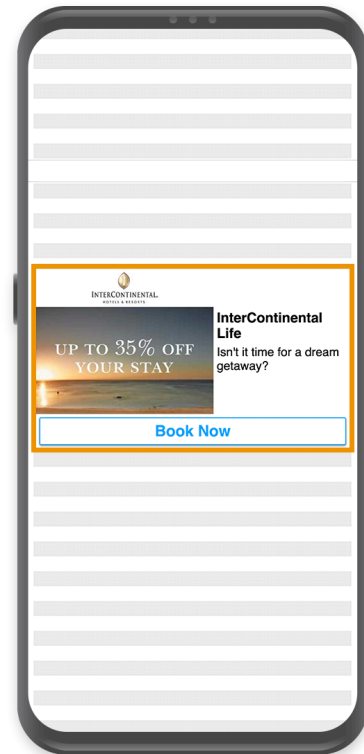 INTERCONTINENTAL.
HOTELS & RESORTS
UP TO 35% OFF
YOUR STAY
InterContinental
Life
Isn't it time for a dream
getaway?
Book Now